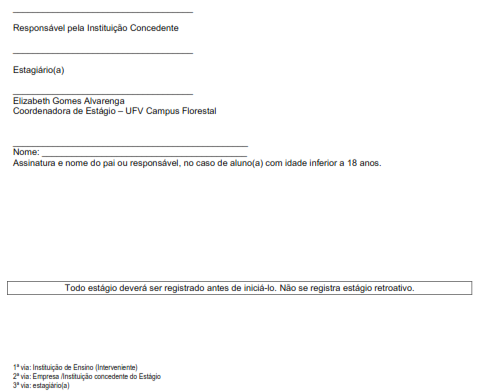 Responsável pela Instituição Concedente
Estagiário(a)
Elizabeth Gomes Alvarenga
Coordenadora de Estágio – UFV Campus Florestal
Nome:
Assinatura e nome do pai ou responsável, no caso de aluno(a) com idade inferior a 18 anos.
Todo estágio deverá ser registrado antes de iniciá-lo. Não se registra estágio retroativo.
1ª via: Instituição de Ensino (Interveniente)
2ª via: Empresa /Instituição concedente do Estágio
3ª via: estagiário(a)